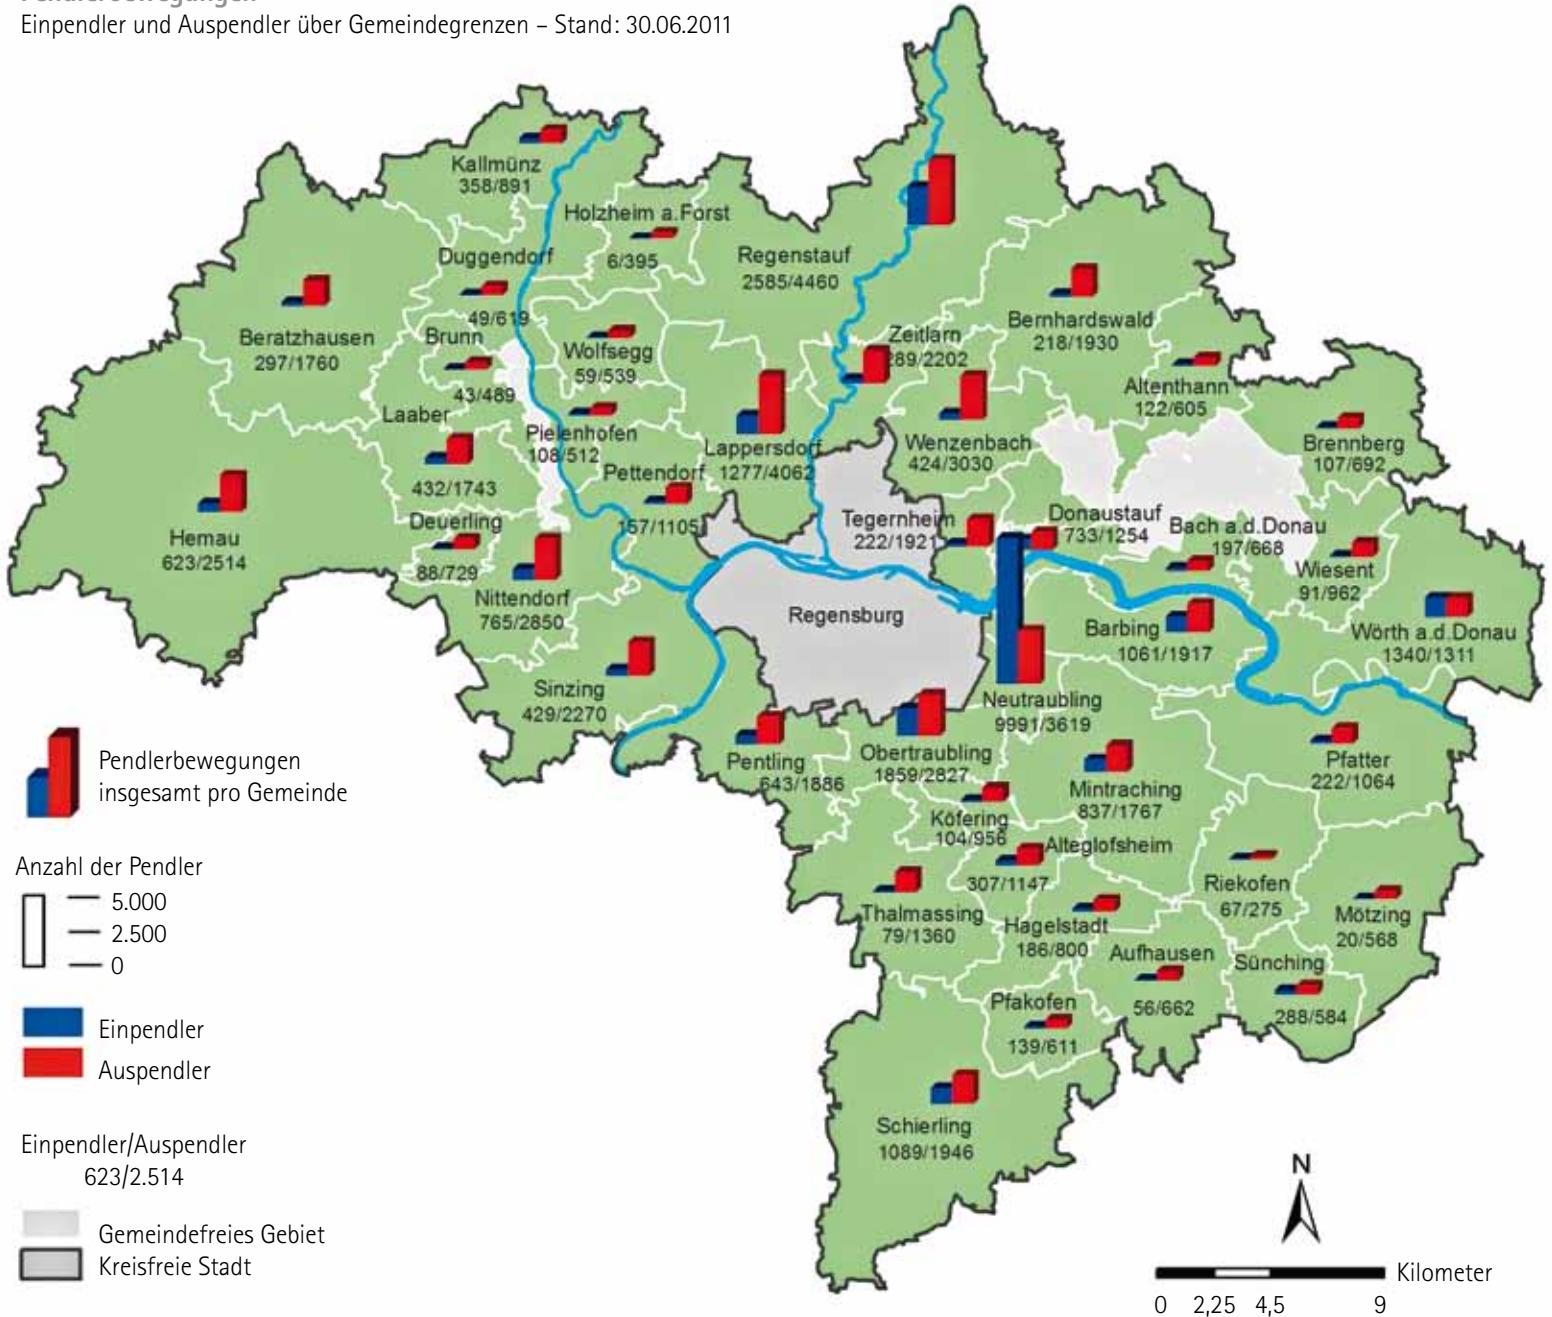 Pendlerbewegungen
Einpendler und Auspendler über Gemeindegrenzen – Stand: 30.06.2011
Kallmünz
358/891
Holzheim a.Forst
6/395
Duggendorf
49/619
Regenstauf
2585/4460
Beratzhausen
297/1760
Brunn
43/489
Wolfsegg
59/539
Zeitlarn
289/2202
Bernhardswald
218/1930
Altenthann
122/605
Laaber
432/1743
Pielenhofen
108/512
Pettendorf
157/1105
Lappersdorf
1277/4062
Wenzenbach
424/3030
Brennberg
107/692
Hemau
623/2514
Deuerling
88/729
Nittendorf
765/2850
Tegernheim
222/1921
Donaustauf
733/1254
Bach a.d.Donau
197/668
Wiesent
91/962
Regensburg
Barbing
1061/1917
Wörth a.d.Donau
1340/1311
Sinzing
429/2270
Neutraubling
9991/3619
Pentling
643/1886
Obertraubling
1859/2827
Mintraching
837/1767
Pfatter
222/1064
Köfering
104/956
Alteglofsheim
307/1147
Thalmassing
79/1360
Hagelstadt
186/800
Riekofen
67/275
Mötzing
20/568
Aufhausen
56/662
Sünching
288/584
Pfakofen
139/611
Schierling
1089/1946
Pendlerbewegungen
insgesamt pro Gemeinde
Anzahl der Pendler
5.000
2.500
0
Einpendler
Auspendler
Einpendler/Auspendler
623/2.514
Gemeindefreies Gebiet
Kreisfreie Stadt
N
Kilometer
0 2,25 4,5 9